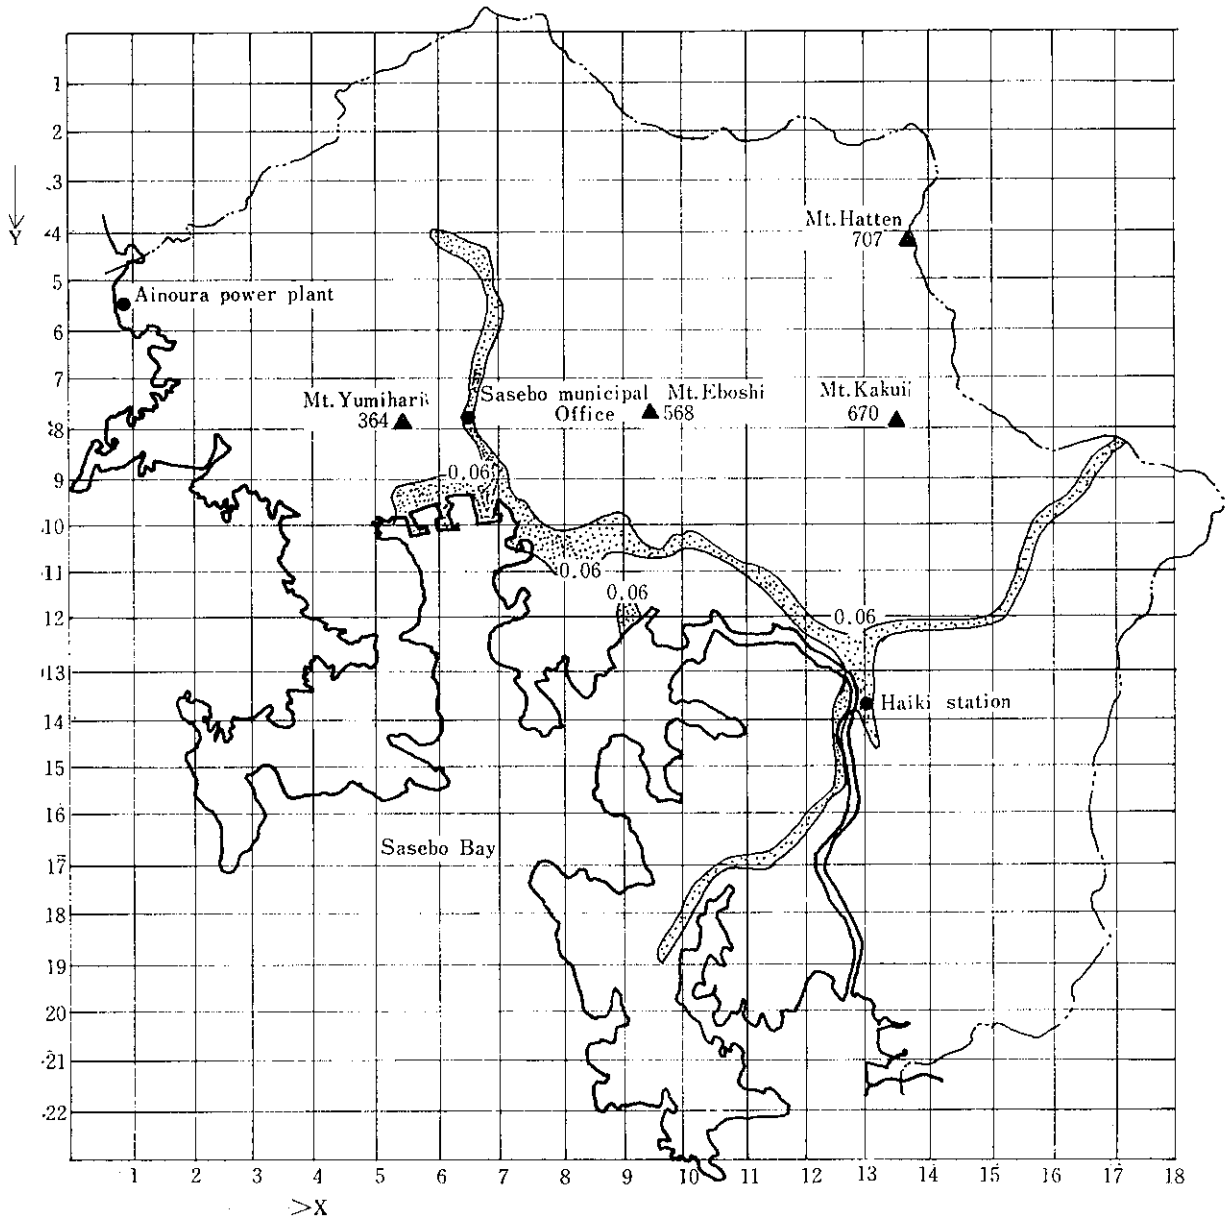 1
2
3
Y
4
Mt.Hatten
707
5
Ainoura power plant
6
7
Mt.Yumihari
364
Sasebo municipal
Office
Mt.Eboshi
568
Mt.Kakuii
670
8
0.06
9
10
11
0.06
0.06
0.06
12
13
Haiki station
14
15
16
Sasebo Bay
17
18
19
20
21
22
1 2 3 4 5 6 7 8 9 10 11 12 13 14 15 16 17 18
>X